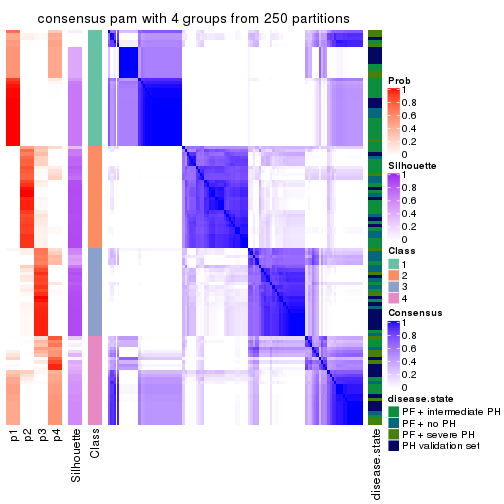 consensus pam with 4 groups from 250 partitions
Prob
1
0.8
0.6
0.4
0.2
0
Silhouette
1
0.8
0.6
0.4
0.2
0
Class
1
2
3
4
Consensus
1
0.8
0.6
0.4
0.2
0
disease.state
PF + intermediate PH
PF + no PH
PF + severe PH
PH validation set
p1
p2
p3
p4
Silhouette
Class
disease.state